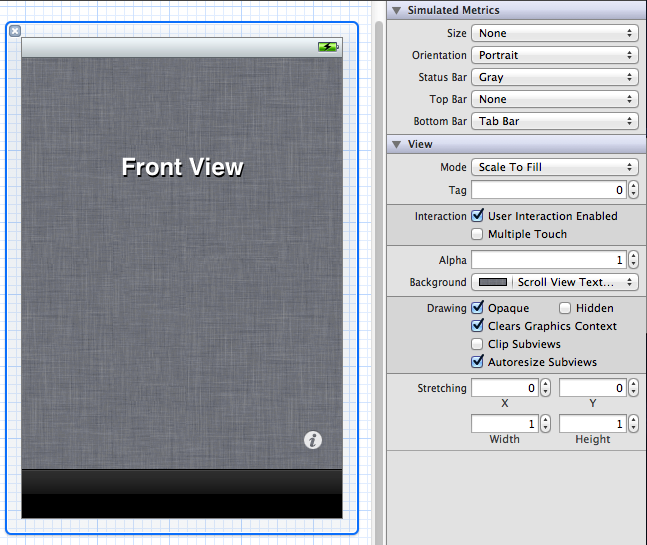 Front View
i
Simulated Metrics
Size None
Orientation Portrait
Status Bar Gray
Top Bar None
Bottom Bar Tab Bar
View
Mode Scale To Fill
Tag 0
Interaction User Interaction Enabled
Multiple Touch
Alpha 1
Background Scroll View Text...
Drawing Opaque Hidden
Clears Graphics Context
Clip Subviews
Autoresize Subviews
Stretching 0 0
X Y
1 1
Width Height